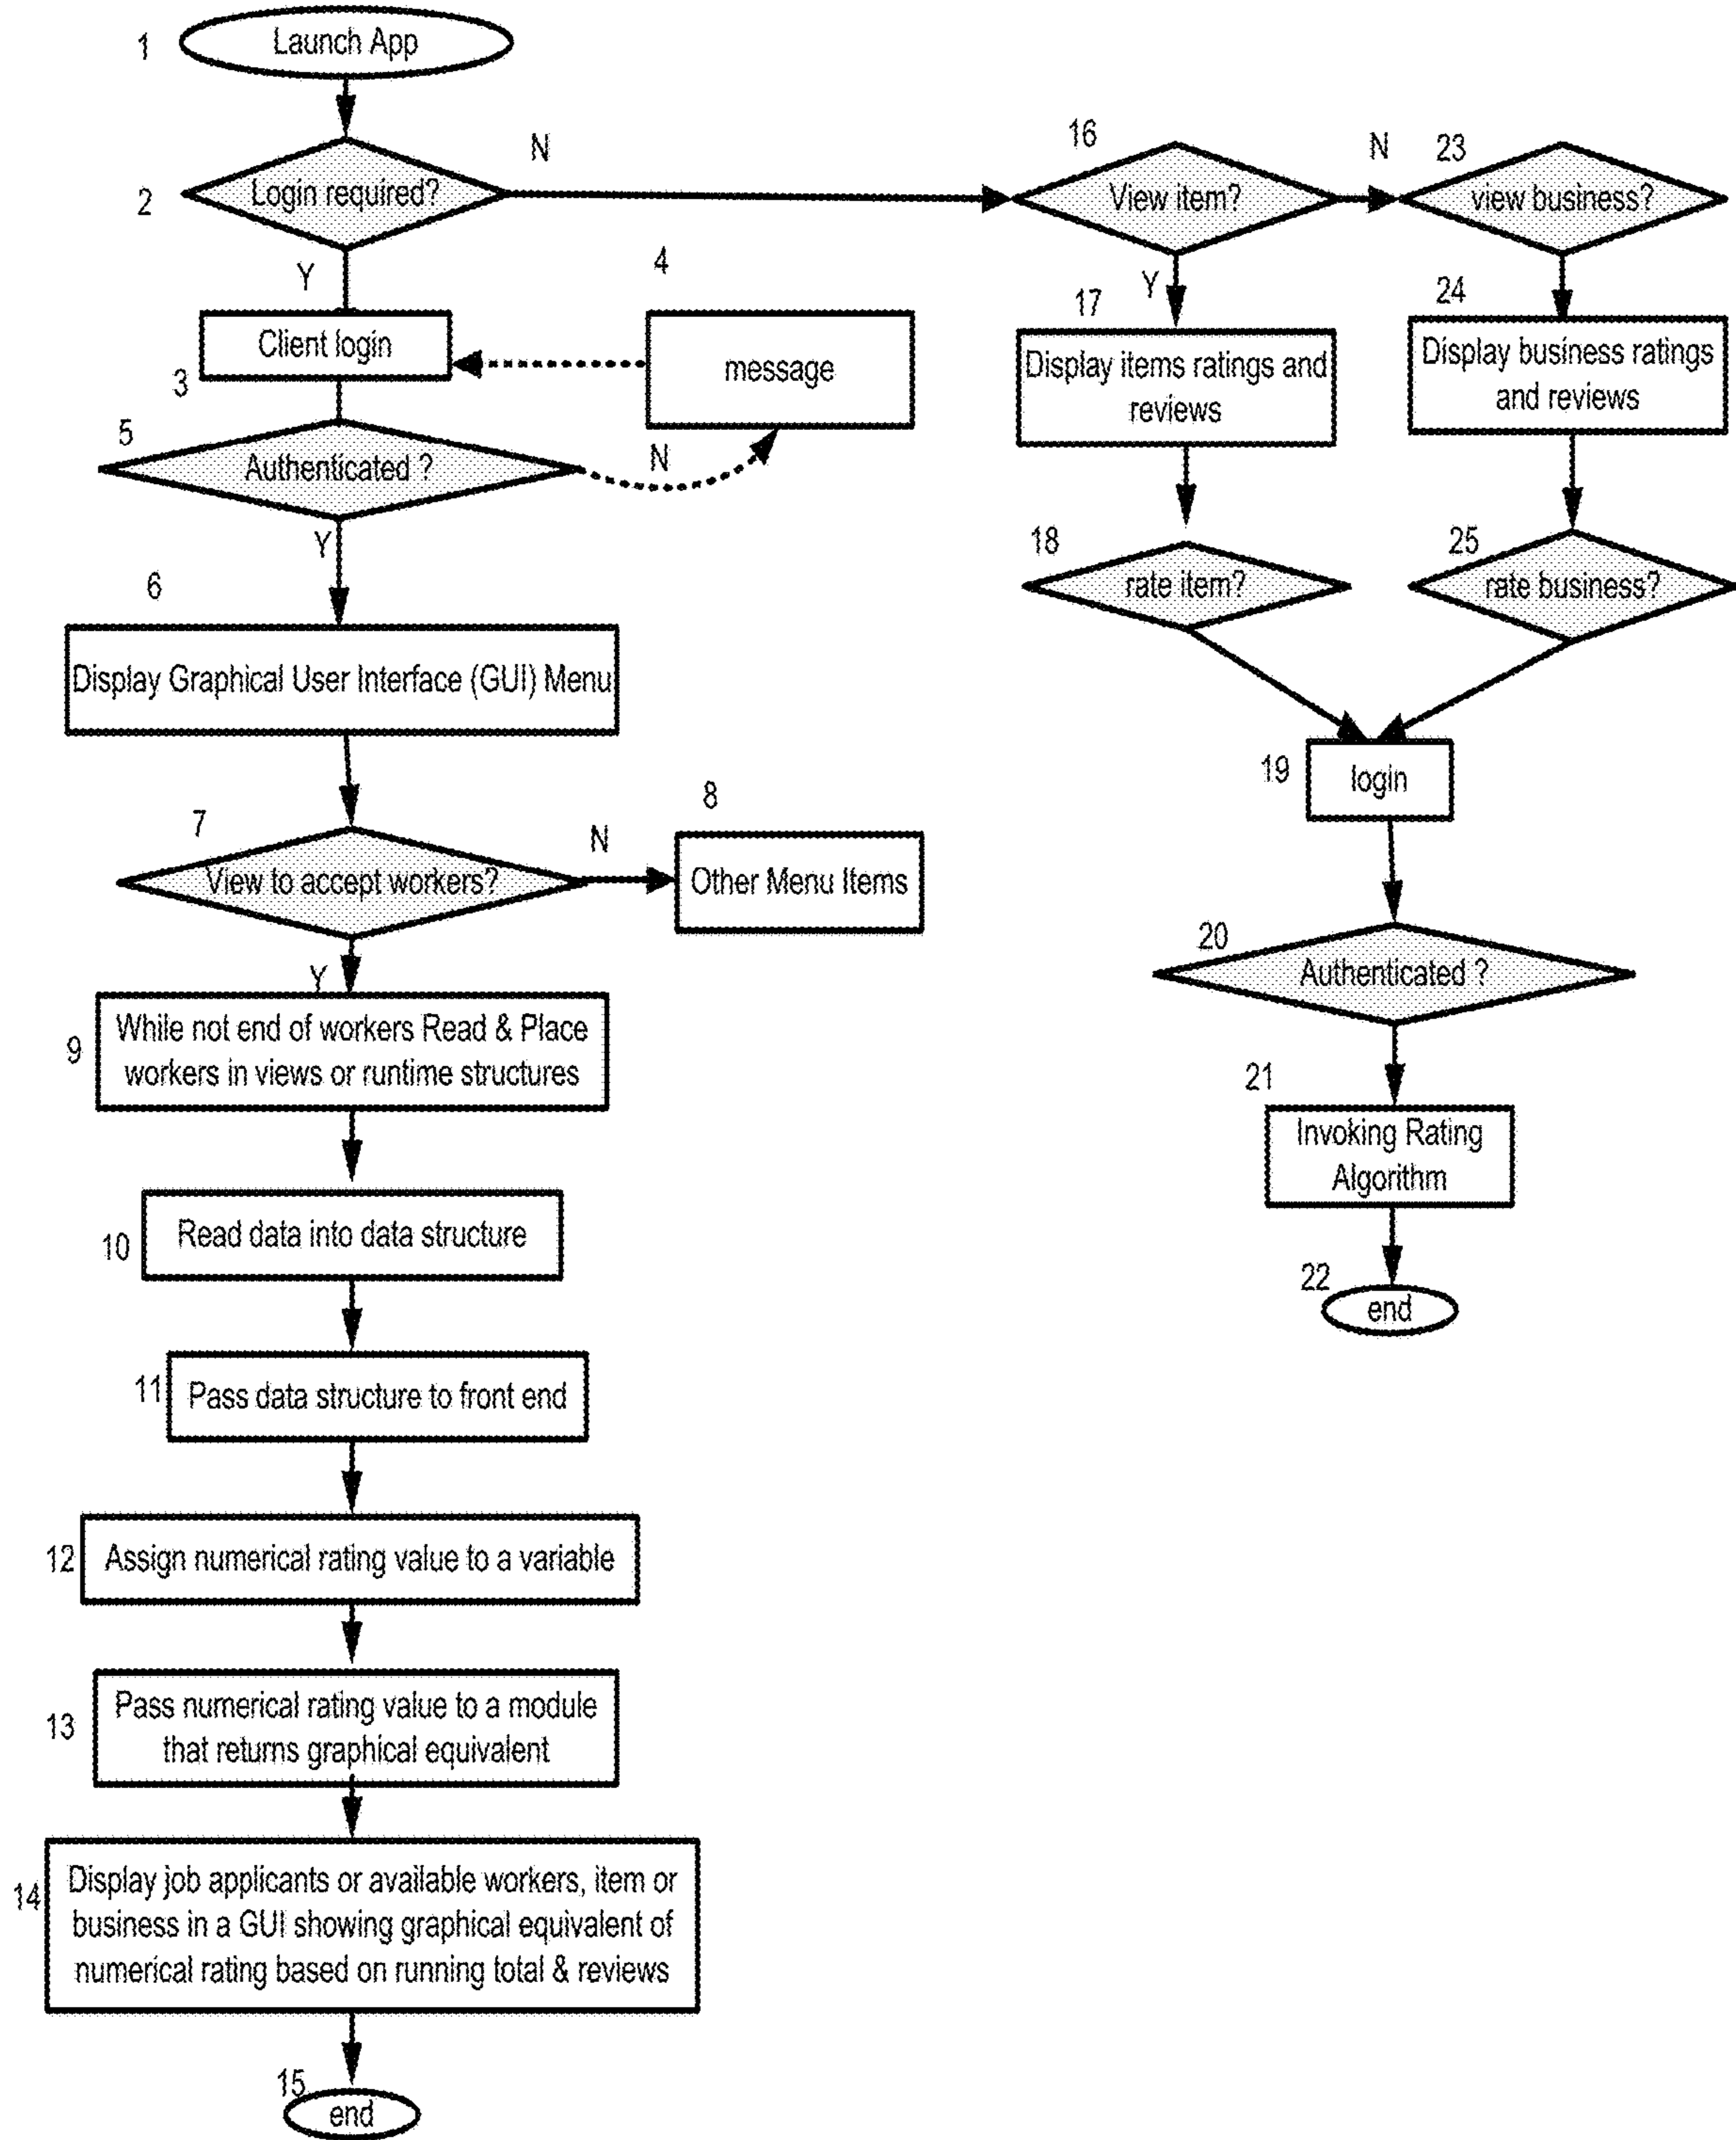 1
Launch App
2
Login required?
N
Y
3
Client login
4
message
5
Authenticated ?
N
Y
6
Display Graphical User Interface (GUI) Menu
7
View to accept workers?
N
8
Other Menu Items
Y
9
While not end of workers Read & Place
workers in views or runtime structures
10
Read data into data structure
11
Pass data structure to front end
12
Assign numerical rating value to a variable
13
Pass numerical rating value to a module
that returns graphical equivalent
14
Display job applicants or available workers, item or
business in a GUI showing graphical equivalent of
numerical rating based on running total & reviews
15
end
16
View item?
N
Y
17
Display items ratings and
reviews
18
rate item?
23
view business?
24
Display business ratings
and reviews
25
rate business?
19
login
20
Authenticated ?
21
Invoking Rating
Algorithm
22
end